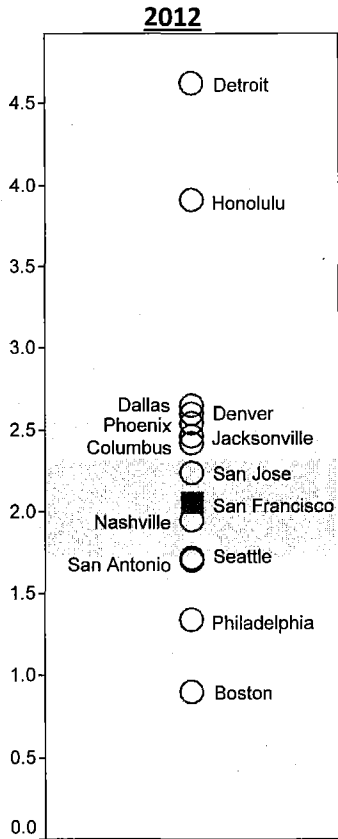 2012
4.5
Detroit
4.0
Honolulu
3.5
3.0
Dallas
Denver
Phoenix
2.5
Jacksonville
Columbus
San Jose
San Francisco
2.0
Nashville
Seattle
San Antonio
1.5
Philadelphia
1.0
Boston
0.5
0.0